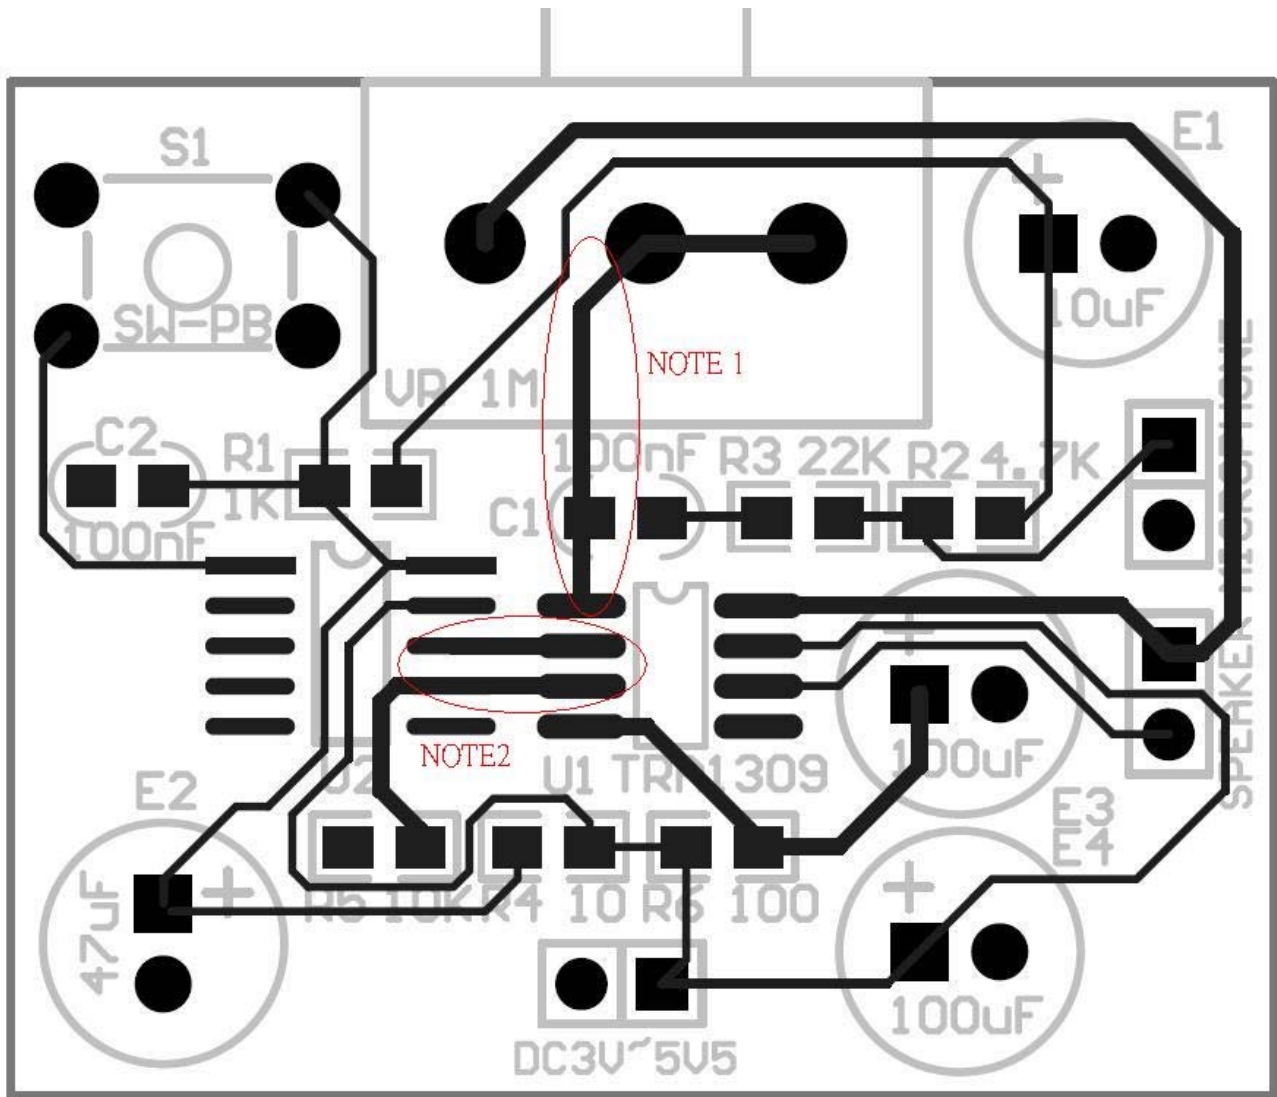 S1
E1
SW-PB
10uF
NOTE 1
VR 1M
C2
R1
100nF
R3 22K
R2 4.7K
1K
C1
100nF
MICROPHONE
NOTE2
U2
U1 TRM1309
100uF
SPEAKER
E2
E3
E4
47uF
R5 10K
R4 10
R6 100
100uF
DC3V~5V5